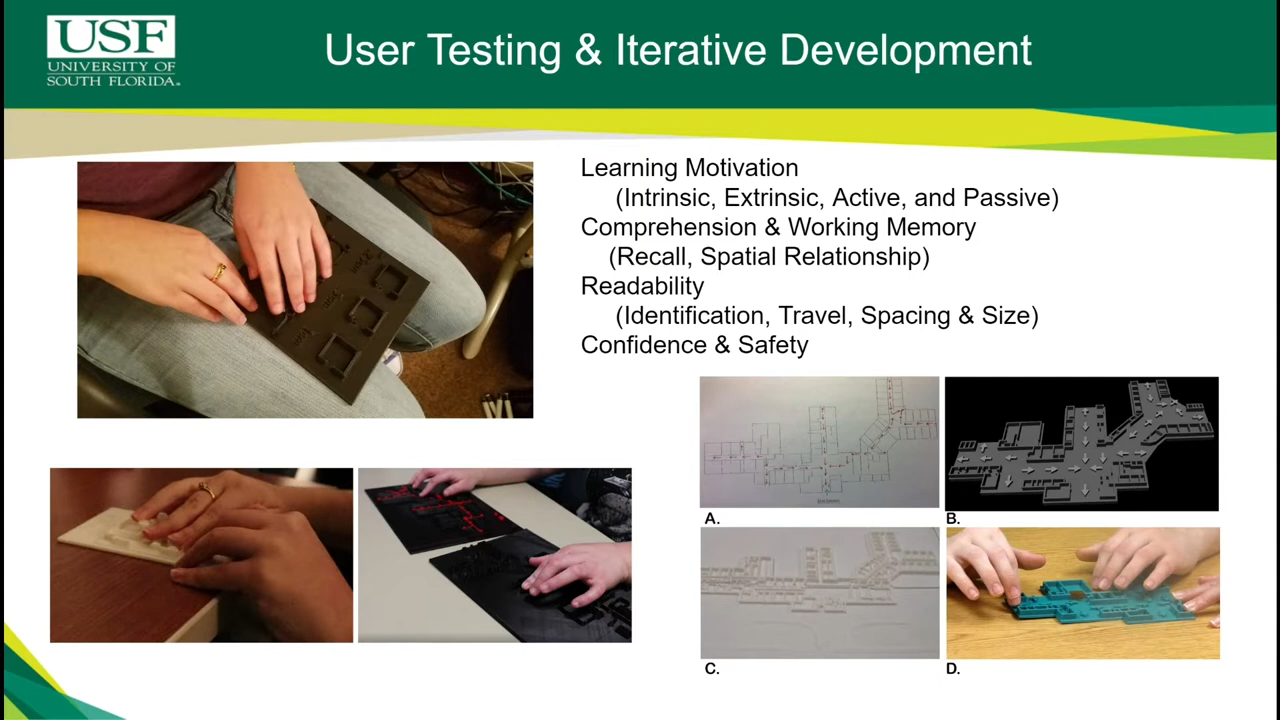 USF
UNIVERSITY OF
SOUTH FLORIDA®
User Testing & Iterative Development
Learning Motivation
(Intrinsic, Extrinsic, Active, and Passive)
Comprehension & Working Memory
(Recall, Spatial Relationship)
Readability
(Identification, Travel, Spacing & Size)
Confidence & Safety
A.
B.
C.
D.